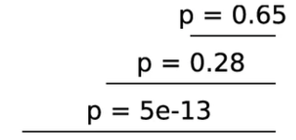 p = 0.65
p = 0.28
p = 5e-13